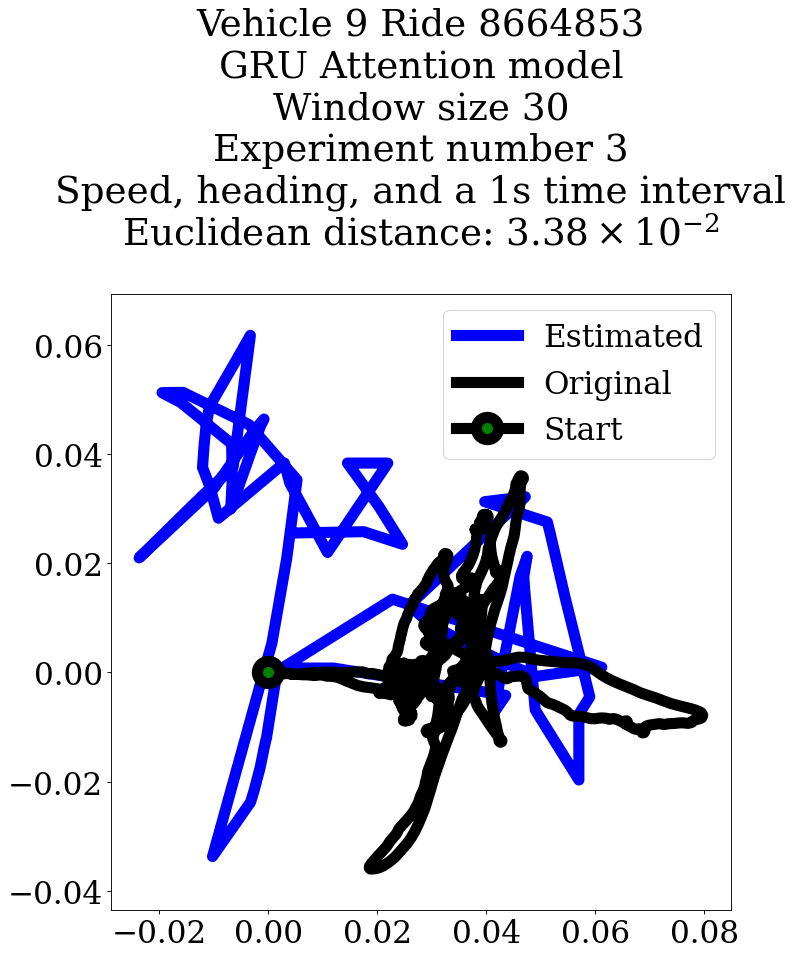 Vehicle 9 Ride 8664853
GRU Attention model
Window size 30
Experiment number 3
Speed, heading, and a 1s time interval
Euclidean distance: 3.38 × 10⁻²
Estimated
Original
Start
0.06
0.04
0.02
0.00
−0.02
−0.04
−0.02 0.00 0.02 0.04 0.06 0.08